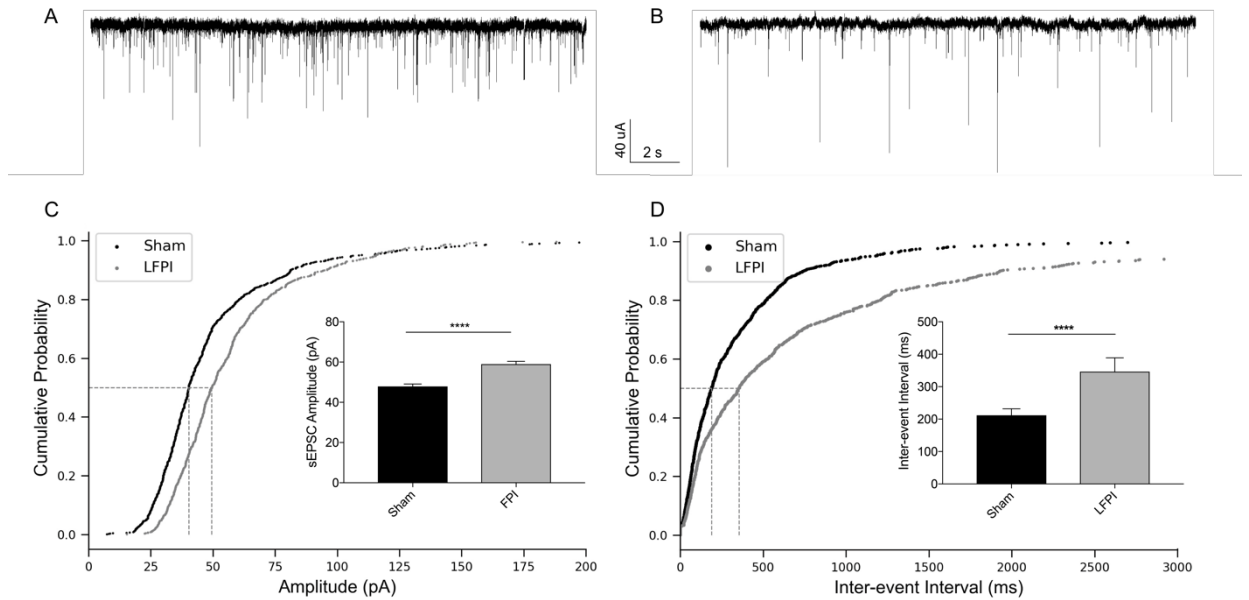 A
B
40 uA
2 s
C
D
Sham
LFPI
1.0
0.8
0.6
0.4
0.2
0.0
Cumulative Probability
0
25
50
75
100
125
150
175
200
Amplitude (pA)
80
60
40
20
0
sEPSC Amplitude (pA)
****
Sham
FPI
Sham
LFPI
1.0
0.8
0.6
0.4
0.2
0.0
Cumulative Probability
0
500
1000
1500
2000
2500
3000
Inter-event Interval (ms)
500
400
300
200
100
0
Inter-event Interval (ms)
****
Sham
LFPI